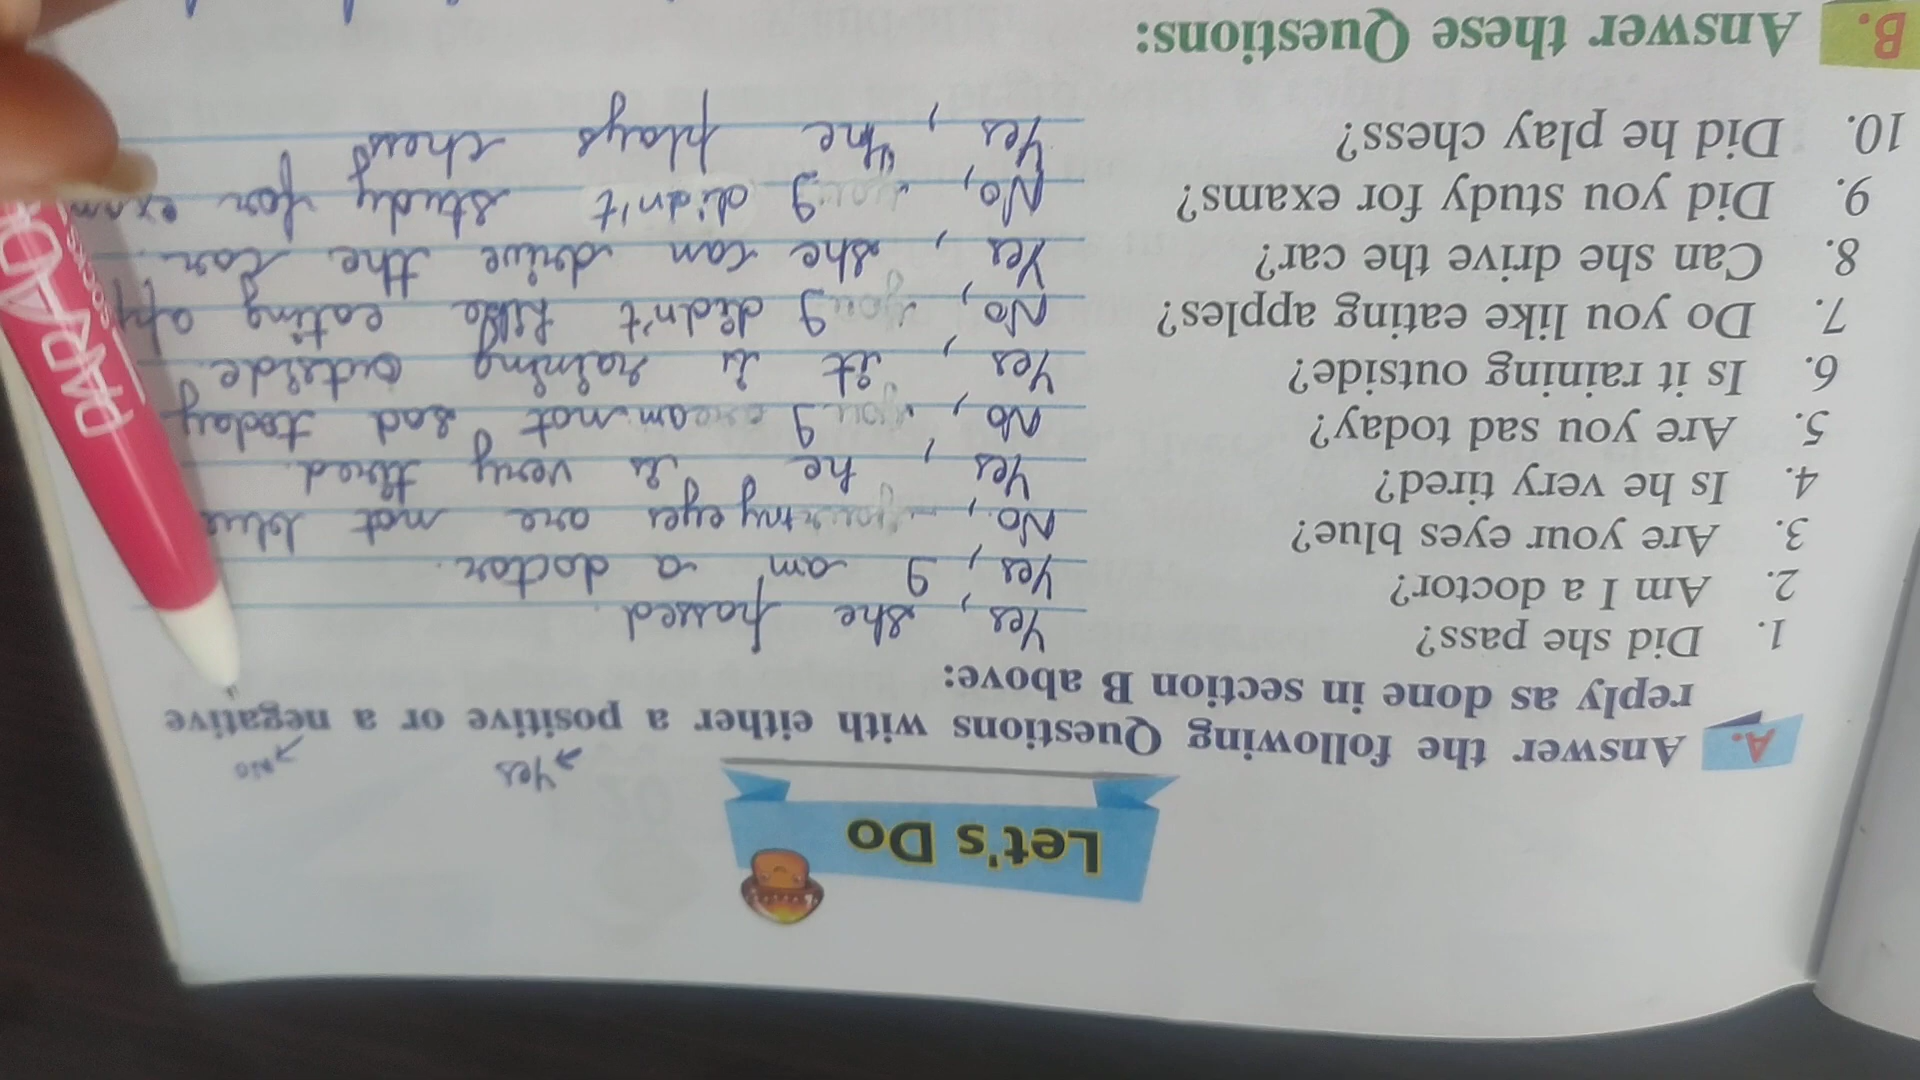 Let's Do
Yes No
A. Answer the following Questions with either a positive or a negative
reply as done in section B above:
1. Did she pass? Yes, she passed.
2. Am I a doctor? Yes, I am a doctor.
3. Are your eyes blue? No, my eyes are not blue
4. Is he very tired? Yes, he is very tired.
5. Are you sad today? No, I am not sad today
6. Is it raining outside? Yes, it is raining outside.
7. Do you like eating apples? No, I didn't like eating app
8. Can she drive the car? Yes, she can drive the car.
9. Did you study for exams? No, I didn't study for exam
10. Did he play chess? Yes, he plays chess
B. Answer these Questions: